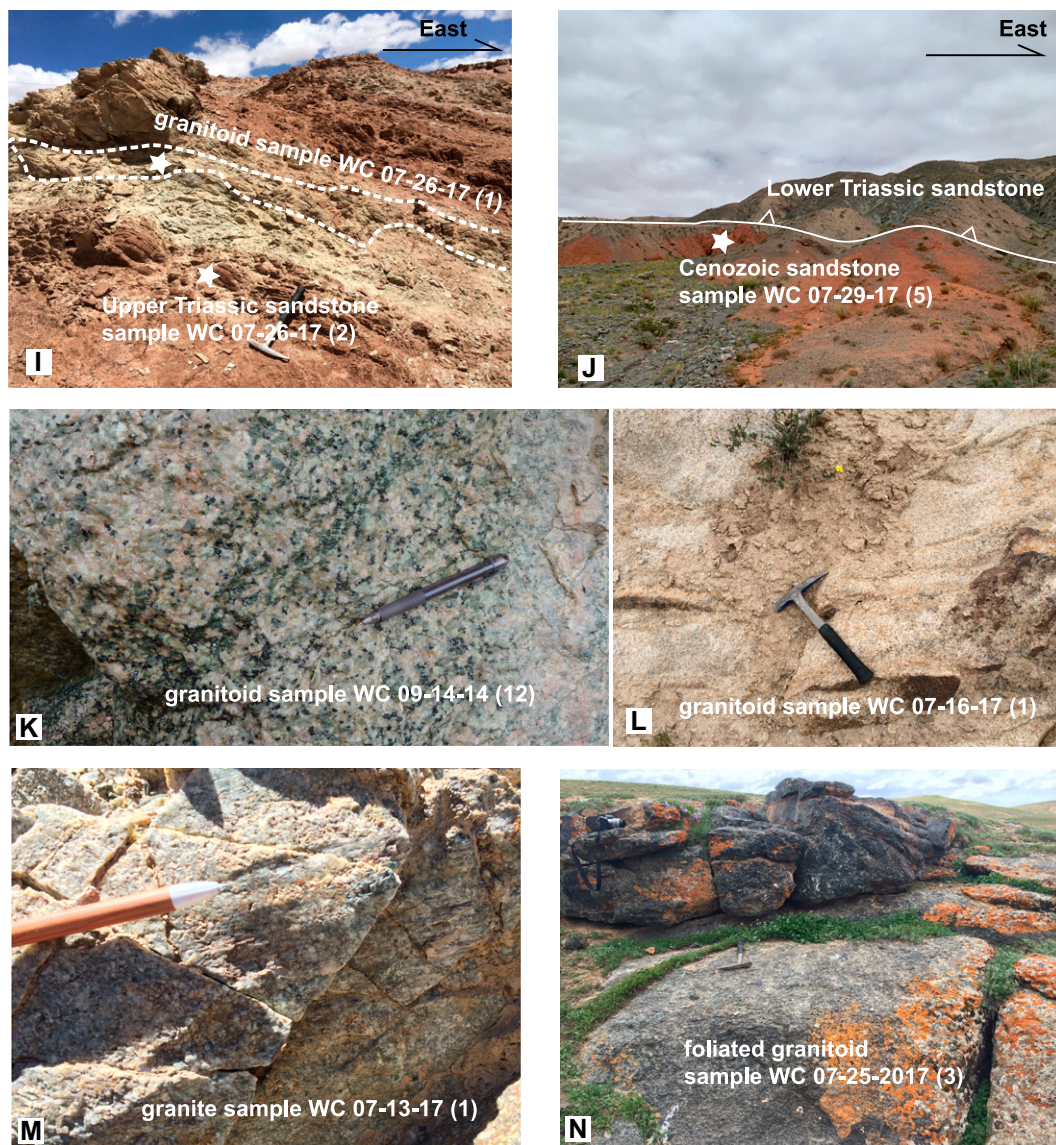 East
granitoid sample WC 07-26-17 (1)
Upper Triassic sandstone
sample WC 07-26-17 (2)
I
East
Lower Triassic sandstone
Cenozoic sandstone
sample WC 07-29-17 (5)
J
granitoid sample WC 09-14-14 (12)
K
granitoid sample WC 07-16-17 (1)
L
granite sample WC 07-13-17 (1)
M
foliated granitoid
sample WC 07-25-2017 (3)
N